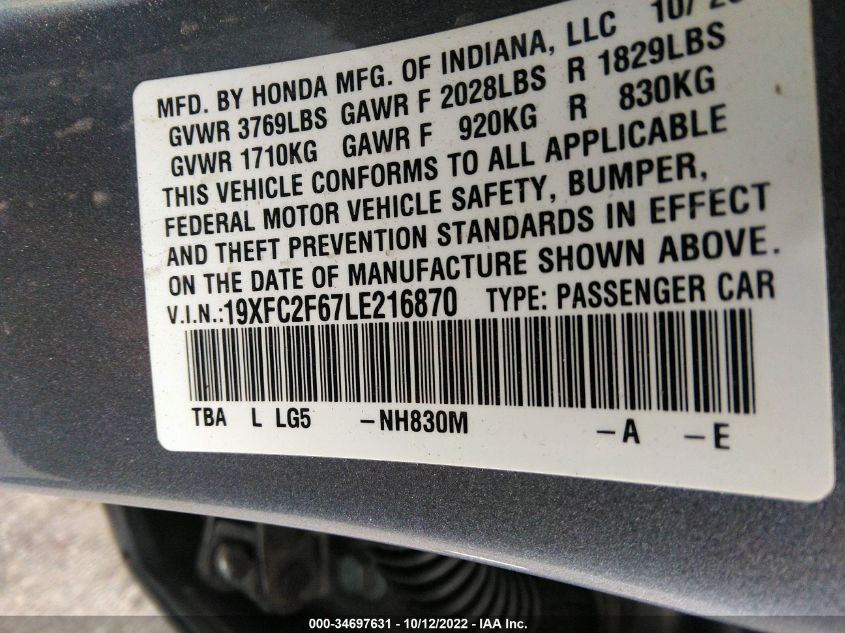 MFD. BY HONDA MFG. OF INDIANA, LLC 10/20
GVWR 3769LBS GAWR F 2028LBS R 1829LBS
GVWR 1710KG GAWR F 920KG R 830KG
THIS VEHICLE CONFORMS TO ALL APPLICABLE
FEDERAL MOTOR VEHICLE SAFETY, BUMPER,
AND THEFT PREVENTION STANDARDS IN EFFECT
ON THE DATE OF MANUFACTURE SHOWN ABOVE.
V.I.N.:19XFC2F67LE216870 TYPE: PASSENGER CAR
TBA L LG5 -NH830M -A -E
000-34697631 - 10/12/2022 - IAA Inc.